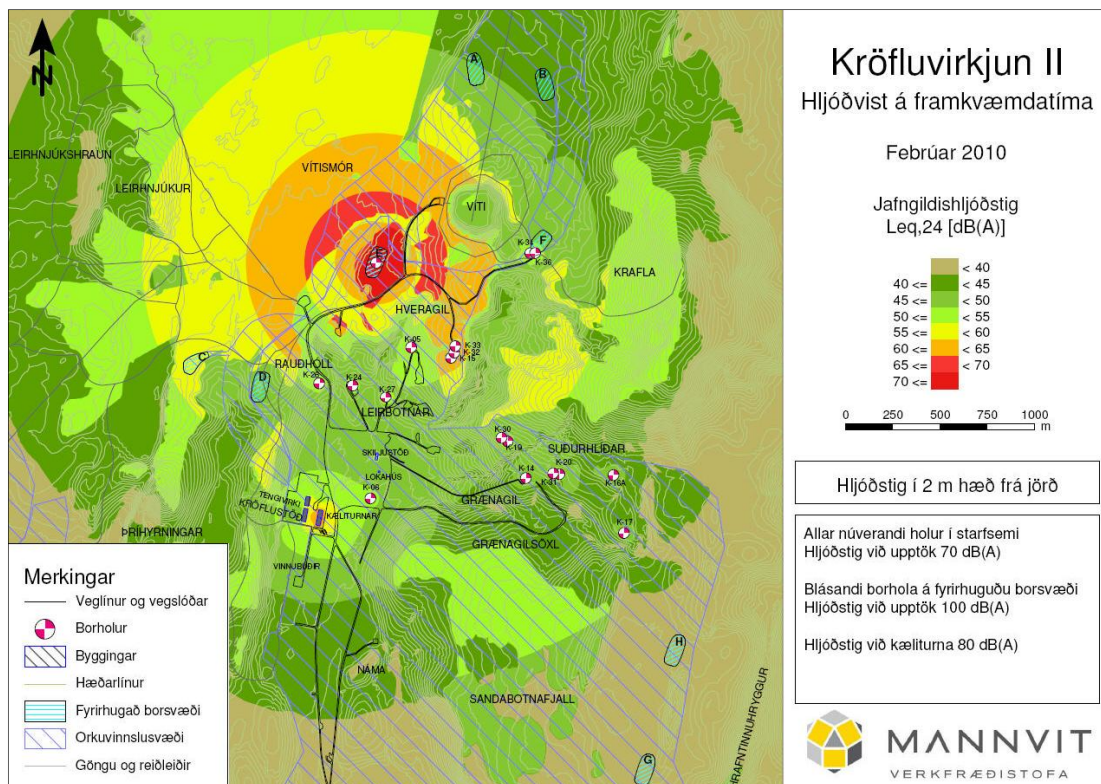 Kröfluvirkjun II
Hljóðvist á framkvæmdatíma
Febrúar 2010
Jafngildishljóðstig
Leq,24 [dB(A)]
< 40
40 <= < 45
45 <= < 50
50 <= < 55
55 <= < 60
60 <= < 65
65 <= < 70
70 <=
0 250 500 750 1000
m
Hljóðstig í 2 m hæð frá jörð
Allar núverandi holur í starfsemi
Hljóðstig við upptök 70 dB(A)
Blásandi borhola á fyrirhuguðu borsvæði
Hljóðstig við upptök 100 dB(A)
Hljóðstig við kæliturna 80 dB(A)
MANNVIT
VERKFRÆÐISTOFA
N
A
B
LEIRHNJÚKSHRAUN
VÍTISMÓR
LEIRHNJÚKUR
VÍTI
F
K-34
K-36
E
KRAFLA
HVERAGIL
K-05
K-33
K-32
K-15
RAUÐHÓLL
C
D
K-26
K-24
K-27
LEIRBOTNAR
K-30
K-19
SKILJUSTÖÐ
SUÐURHLÍÐAR
LOKAHÚS
K-14
K-20
K-31
K-16A
K-06
GRÆNAGIL
TENGIVIRKI
KRÖFLUSTÖÐ
KÆLITURNAR
K-17
ÞRÍHYRNINGAR
GRÆNAGILSÖXL
VINNUBÚÐIR
H
NÁMA
SANDABOTNAFJALL
HRAFNTINNUHRYGGUR
G
Merkingar
Veglínur og vegslóðar
Borholur
Byggingar
Hæðarlínur
Fyrirhugað borsvæði
Orkuvinnslusvæði
Göngu og reiðleiðir